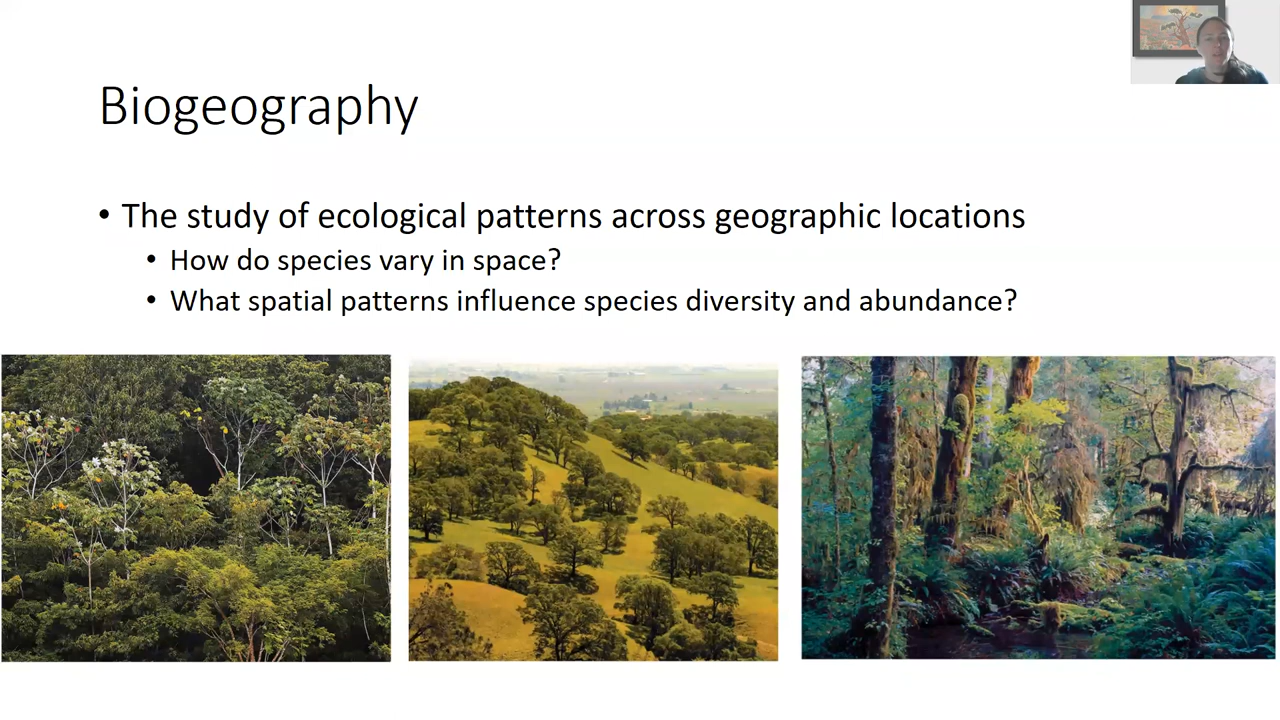 Biogeography
• The study of ecological patterns across geographic locations
• How do species vary in space?
• What spatial patterns influence species diversity and abundance?